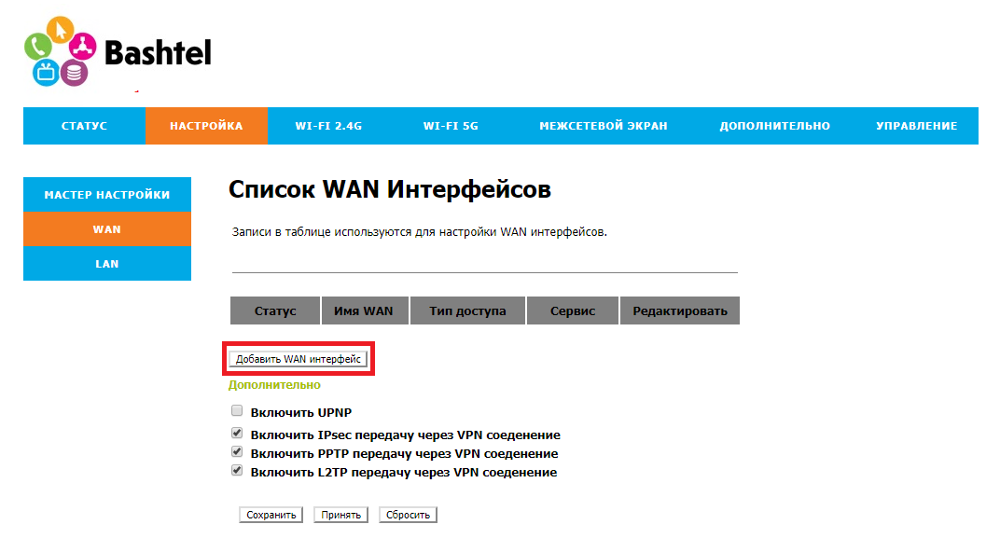 Bashtel
СТАТУС НАСТРОЙКА WI-FI 2.4G WI-FI 5G МЕЖСЕТЕВОЙ ЭКРАН ДОПОЛНИТЕЛЬНО УПРАВЛЕНИЕ
МАСТЕР НАСТРОЙКИ
WAN
LAN
Список WAN Интерфейсов
Записи в таблице используются для настройки WAN интерфейсов.
Статус Имя WAN Тип доступа Сервис Редактировать
Добавить WAN интерфейс
Дополнительно
Включить UPNP
Включить IPsec передачу через VPN соеденение
Включить PPTP передачу через VPN соеденение
Включить L2TP передачу через VPN соеденение
Сохранить Принять Сбросить